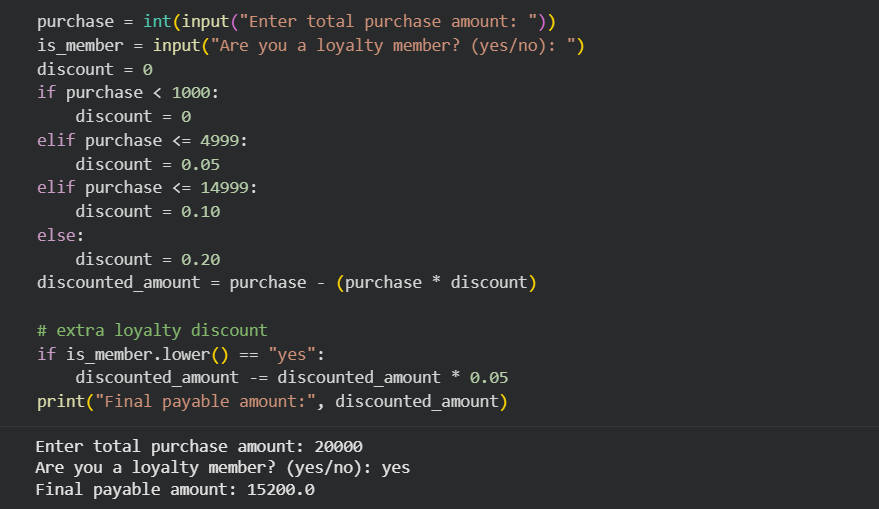 purchase = int(input("Enter total purchase amount: "))
is_member = input("Are you a loyalty member? (yes/no): ")
discount = 0
if purchase < 1000:
    discount = 0
elif purchase <= 4999:
    discount = 0.05
elif purchase <= 14999:
    discount = 0.10
else:
    discount = 0.20
discounted_amount = purchase - (purchase * discount)

# extra loyalty discount
if is_member.lower() == "yes":
    discounted_amount -= discounted_amount * 0.05
print("Final payable amount:", discounted_amount)
Enter total purchase amount: 20000
Are you a loyalty member? (yes/no): yes
Final payable amount: 15200.0